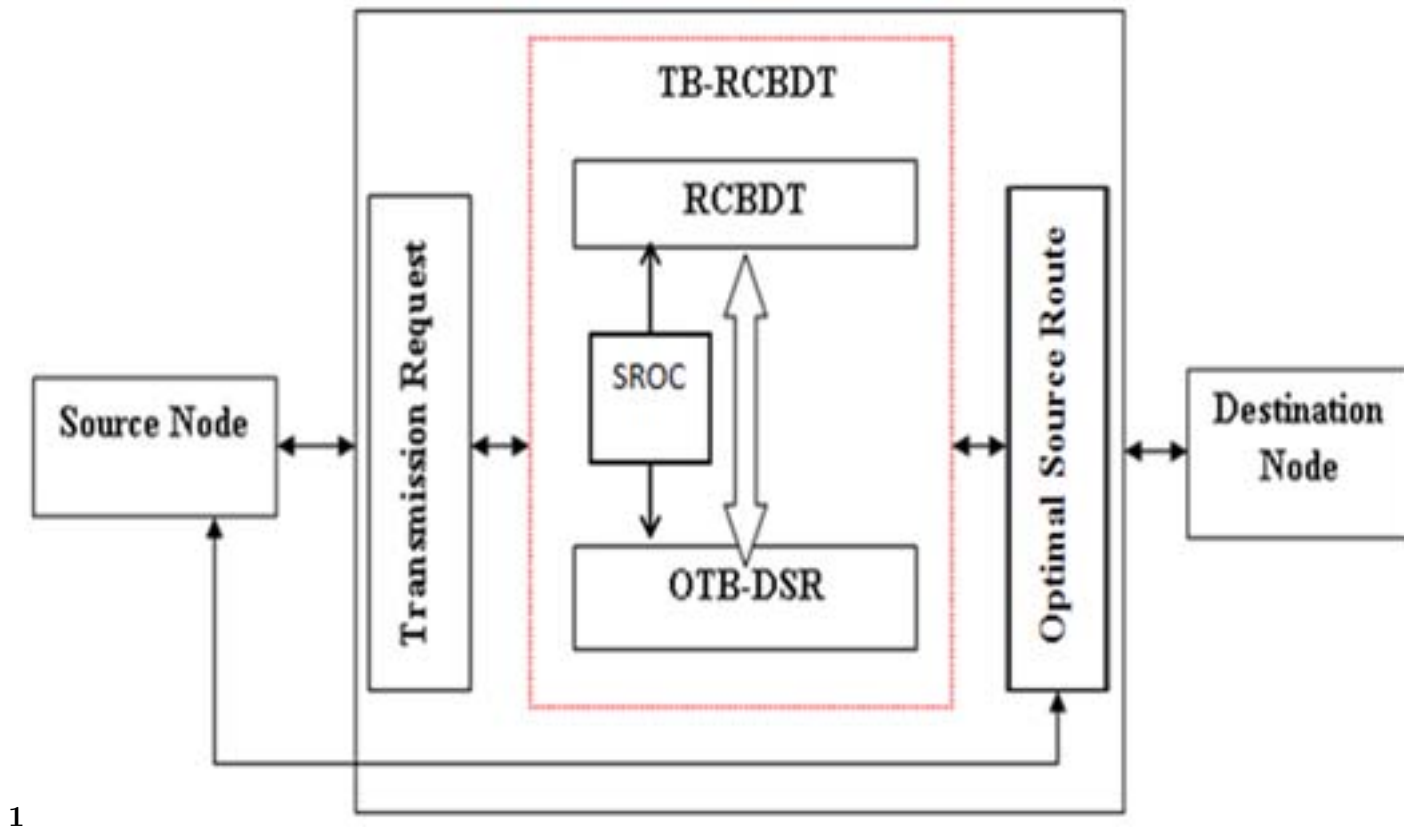 TB-RCBDT
RCBDT
Transmission Request
SROC
Optimal Source Route
Source Node
Destination
Node
OTB-DSR
1